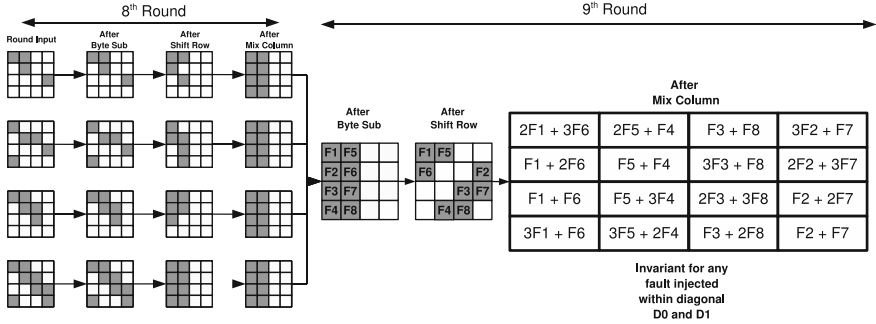 8th Round
9th Round
Round Input
After
Byte Sub
After
Shift Row
After
Mix Column
After
Byte Sub
After
Shift Row
After
Mix Column
F1 F5
F2 F6
F3 F7
F4 F8
F1 F5
F6 F2
F3 F7
F4 F8
2F1 + 3F6 2F5 + F4 F3 + F8 3F2 + F7
F1 + 2F6 F5 + F4 3F3 + F8 2F2 + 3F7
F1 + F6 F5 + 3F4 2F3 + 3F8 F2 + 2F7
3F1 + F6 3F5 + 2F4 F3 + 2F8 F2 + F7
Invariant for any
fault injected
within diagonal
D0 and D1